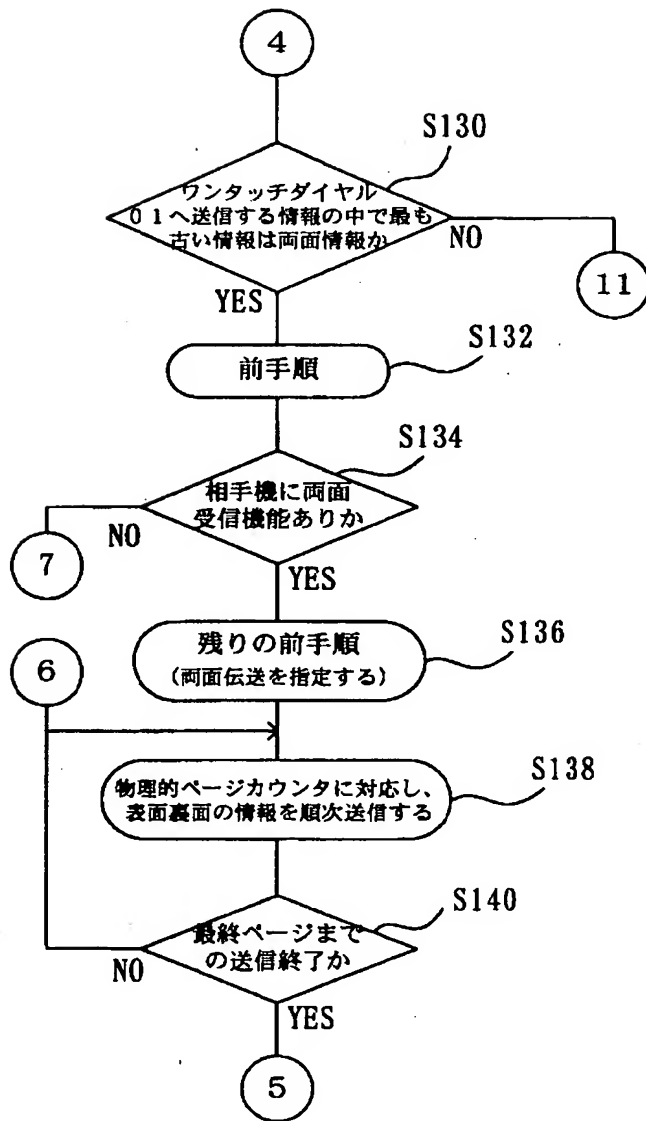 4
S130
ワンタッチダイヤル
01へ送信する情報の中で最も
古い情報は両面情報か
NO
YES
11
S132
前手順
S134
相手機に両面
受信機能ありか
NO
7
YES
S136
残りの前手順
(両面伝送を指定する)
6
S138
物理的ページカウンタに対応し、
表面裏面の情報を順次送信する
S140
最終ページまで
の送信終了か
NO
YES
5